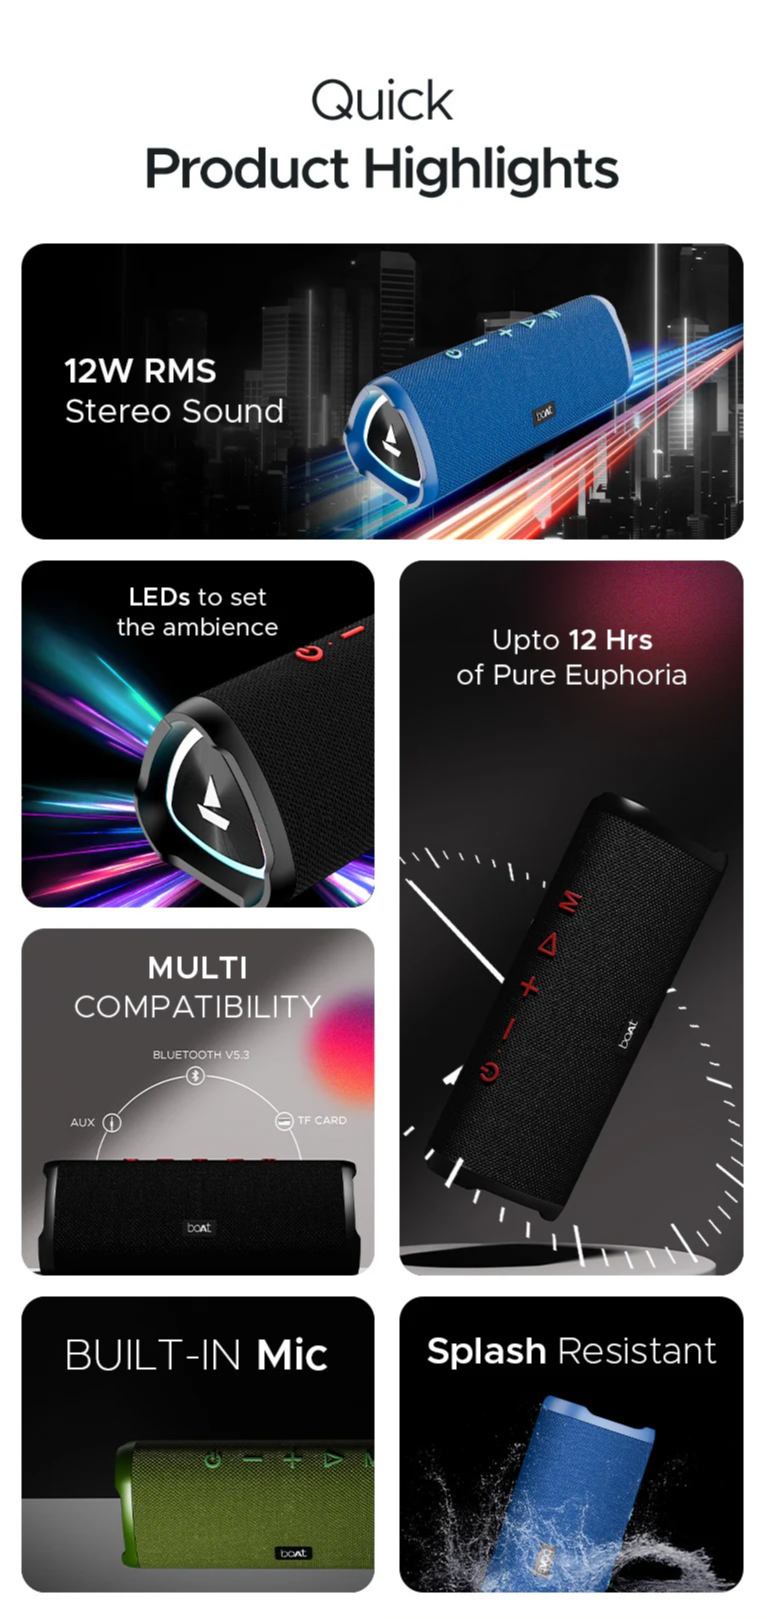 Quick
Product Highlights
12W RMS
Stereo Sound
boAt
LEDs to set
the ambience
Upto 12 Hrs
of Pure Euphoria
M
boAt
MULTI
COMPATIBILITY
BLUETOOTH V5.3
AUX
TF CARD
boAt
BUILT-IN Mic
boAt
Splash Resistant
boAt